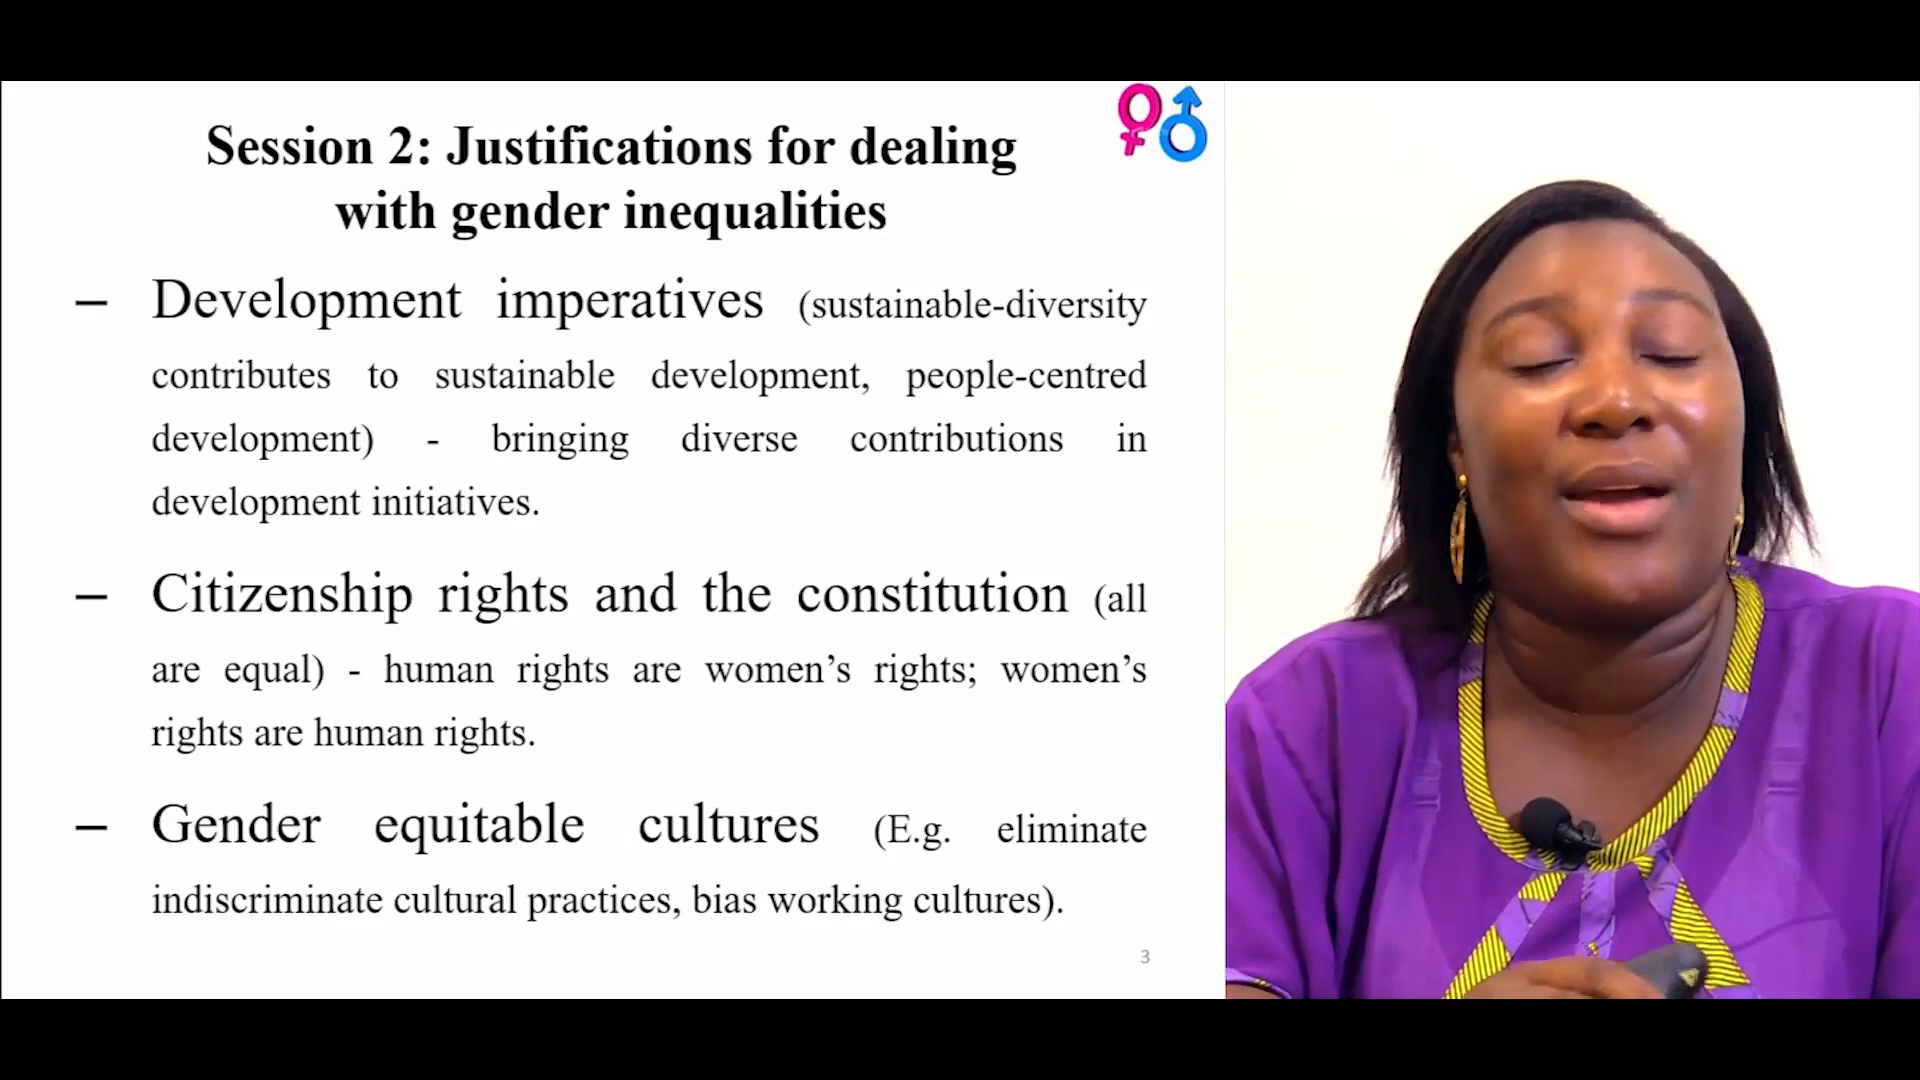 Session 2: Justifications for dealing
with gender inequalities
– Development imperatives (sustainable-diversity
contributes to sustainable development, people-centred
development) - bringing diverse contributions in
development initiatives.
– Citizenship rights and the constitution (all
are equal) - human rights are women’s rights; women’s
rights are human rights.
– Gender equitable cultures (E.g. eliminate
indiscriminate cultural practices, bias working cultures).
3